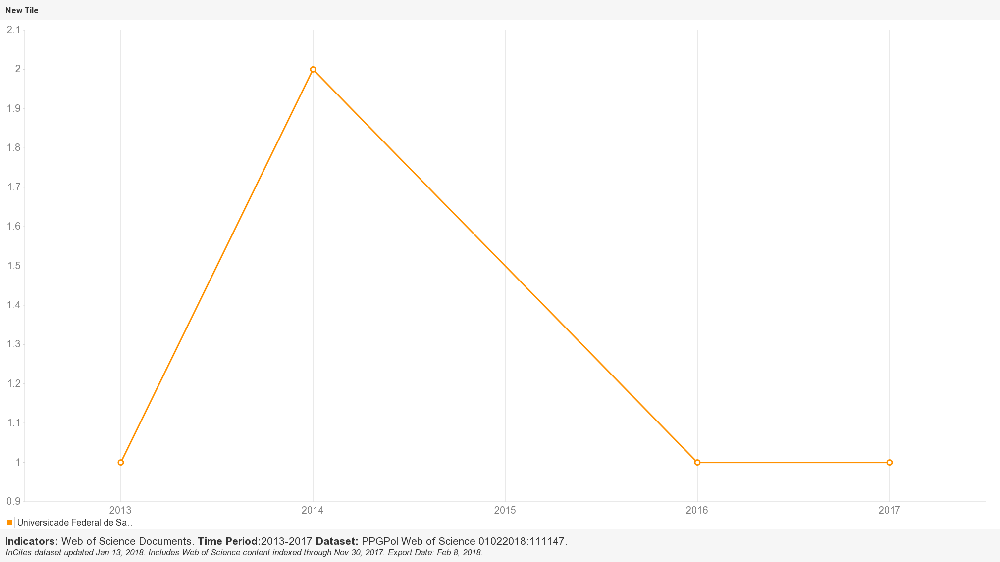 New Tile
2.1
2
1.9
1.8
1.7
1.6
1.5
1.4
1.3
1.2
1.1
1
0.9
2013 2014 2015 2016 2017
Universidade Federal de Sa..
Indicators: Web of Science Documents. Time Period:2013-2017 Dataset: PPGPol Web of Science 01022018:111147.
InCites dataset updated Jan 13, 2018. Includes Web of Science content indexed through Nov 30, 2017. Export Date: Feb 8, 2018.